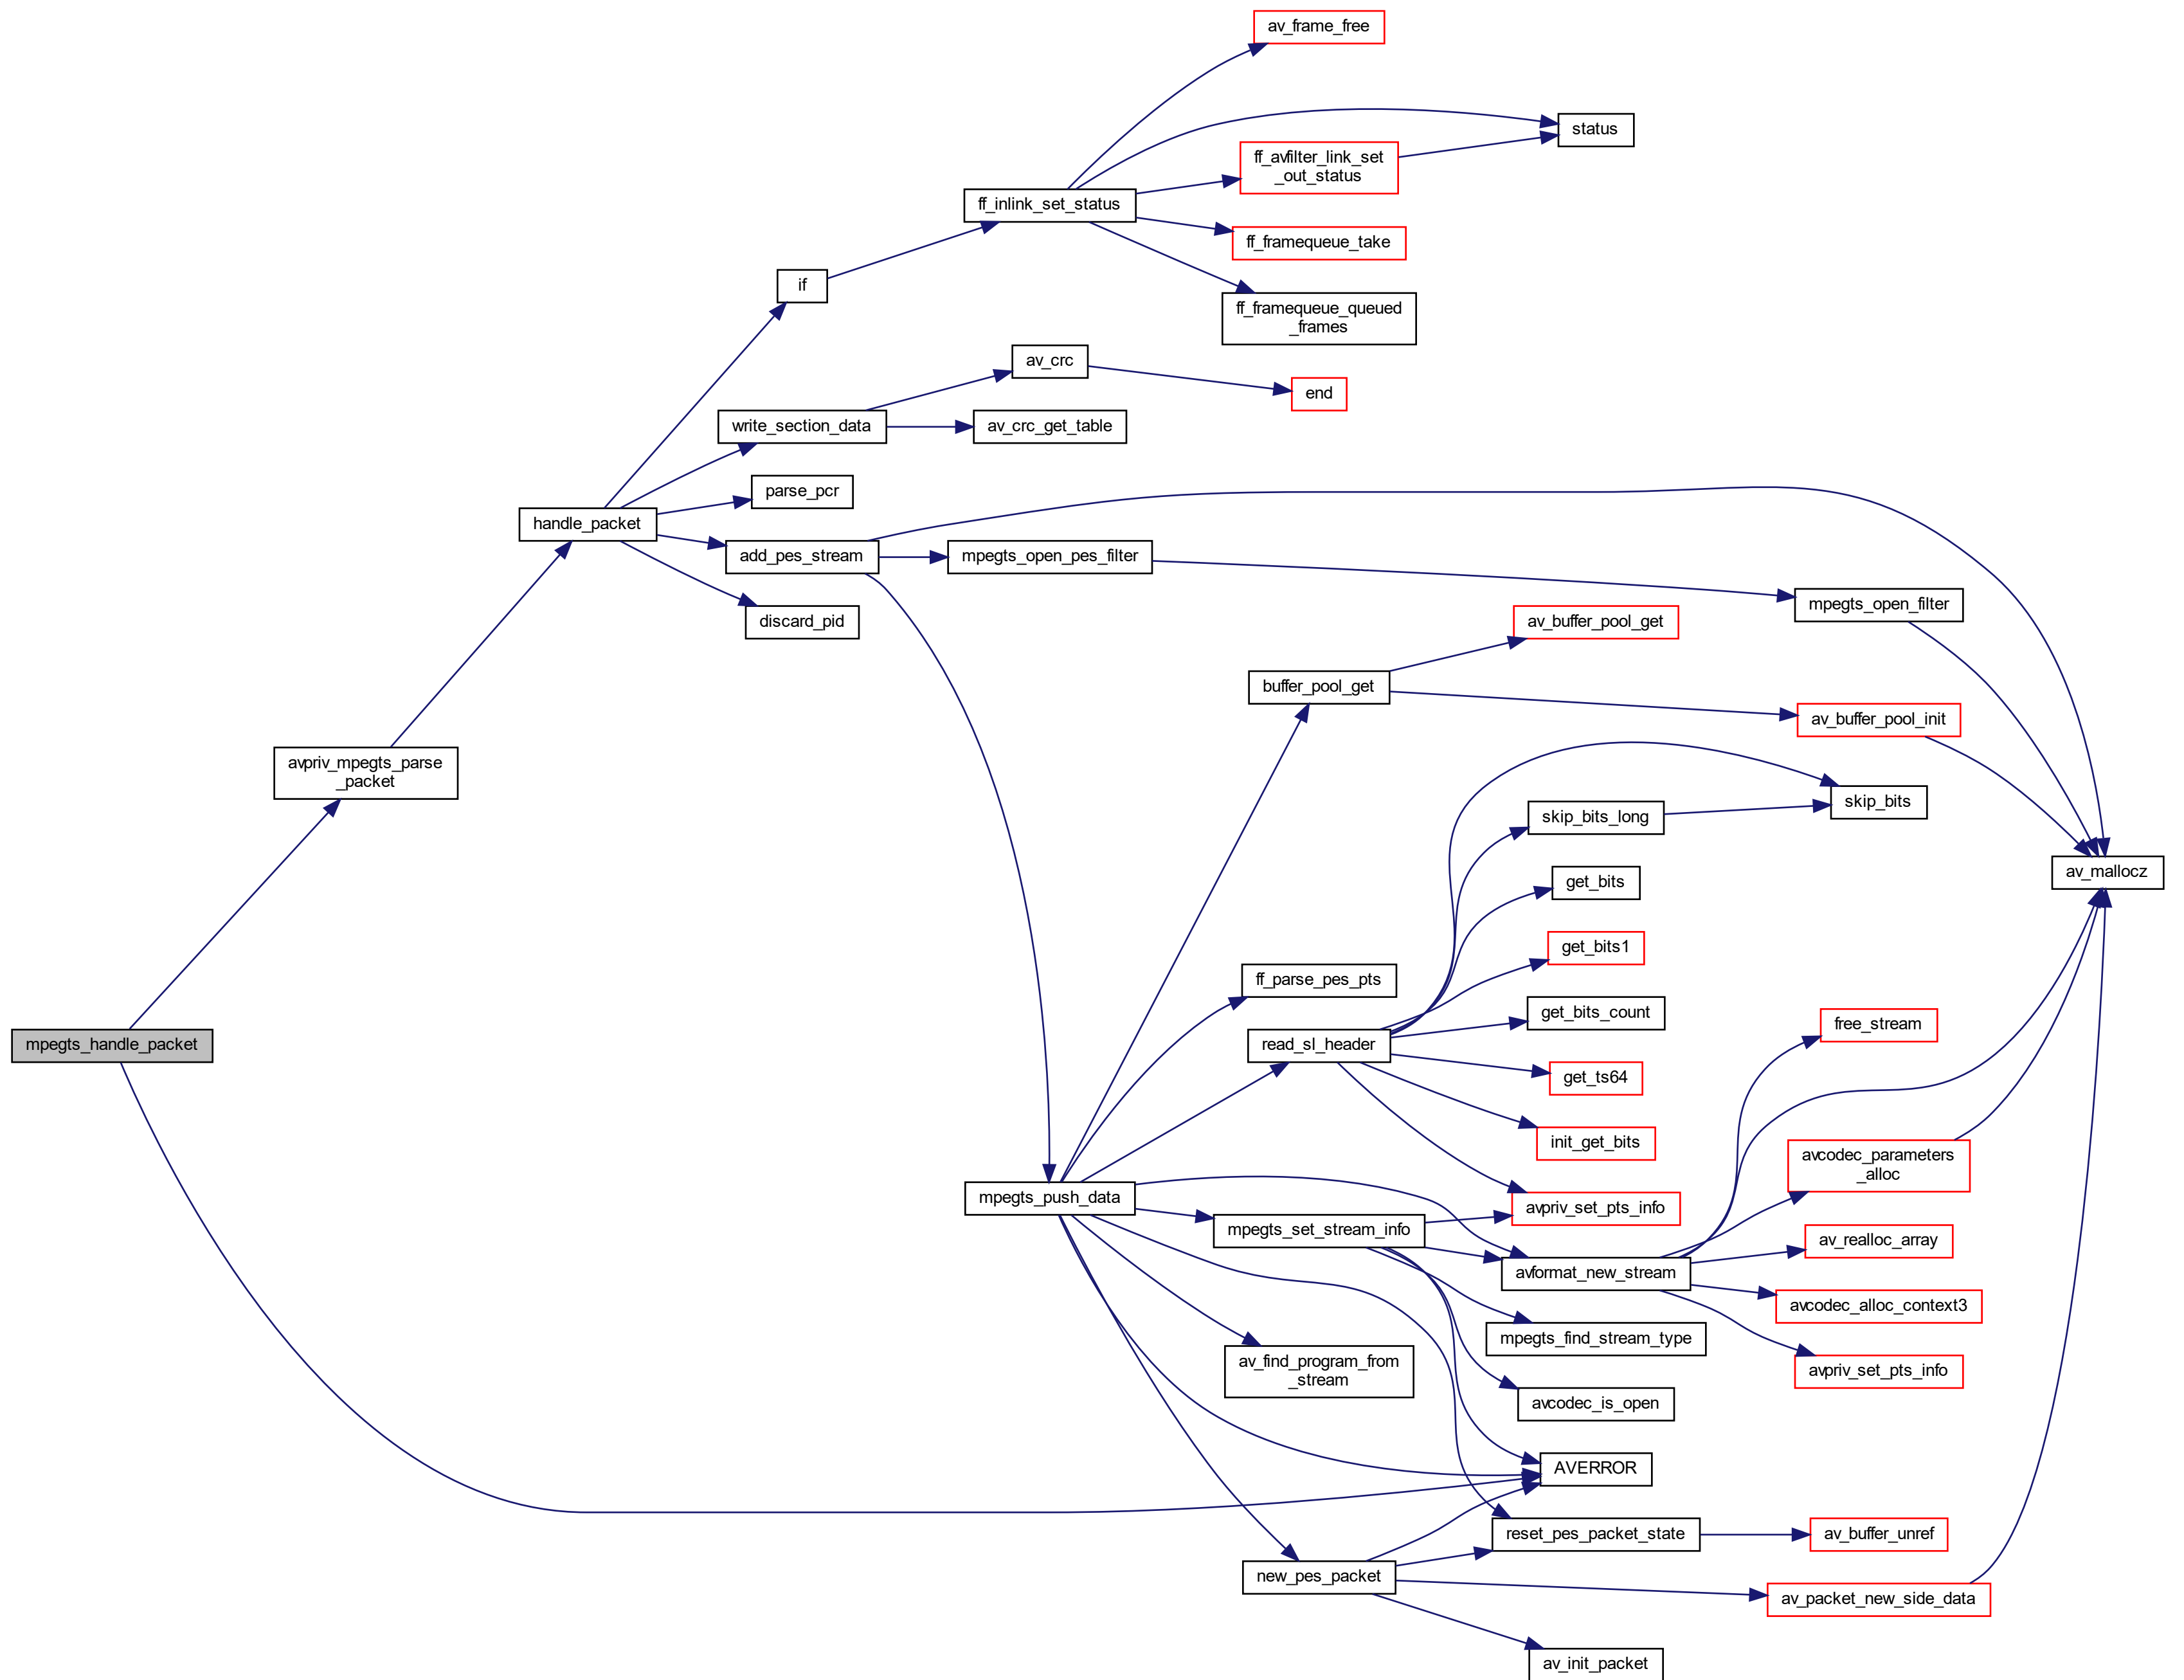 av_frame_free
status
ff_avfilter_link_set
_out_status
ff_inlink_set_status
ff_framequeue_take
if
ff_framequeue_queued
_frames
av_crc
end
write_section_data
av_crc_get_table
parse_pcr
handle_packet
add_pes_stream
mpegts_open_pes_filter
mpegts_open_filter
discard_pid
av_buffer_pool_get
buffer_pool_get
av_buffer_pool_init
avpriv_mpegts_parse
_packet
skip_bits
skip_bits_long
av_mallocz
get_bits
get_bits1
ff_parse_pes_pts
get_bits_count
free_stream
mpegts_handle_packet
read_sl_header
get_ts64
init_get_bits
avcodec_parameters
_alloc
mpegts_push_data
avpriv_set_pts_info
mpegts_set_stream_info
av_realloc_array
avformat_new_stream
avcodec_alloc_context3
mpegts_find_stream_type
av_find_program_from
_stream
avpriv_set_pts_info
avcodec_is_open
AVERROR
reset_pes_packet_state
av_buffer_unref
new_pes_packet
av_packet_new_side_data
av_init_packet